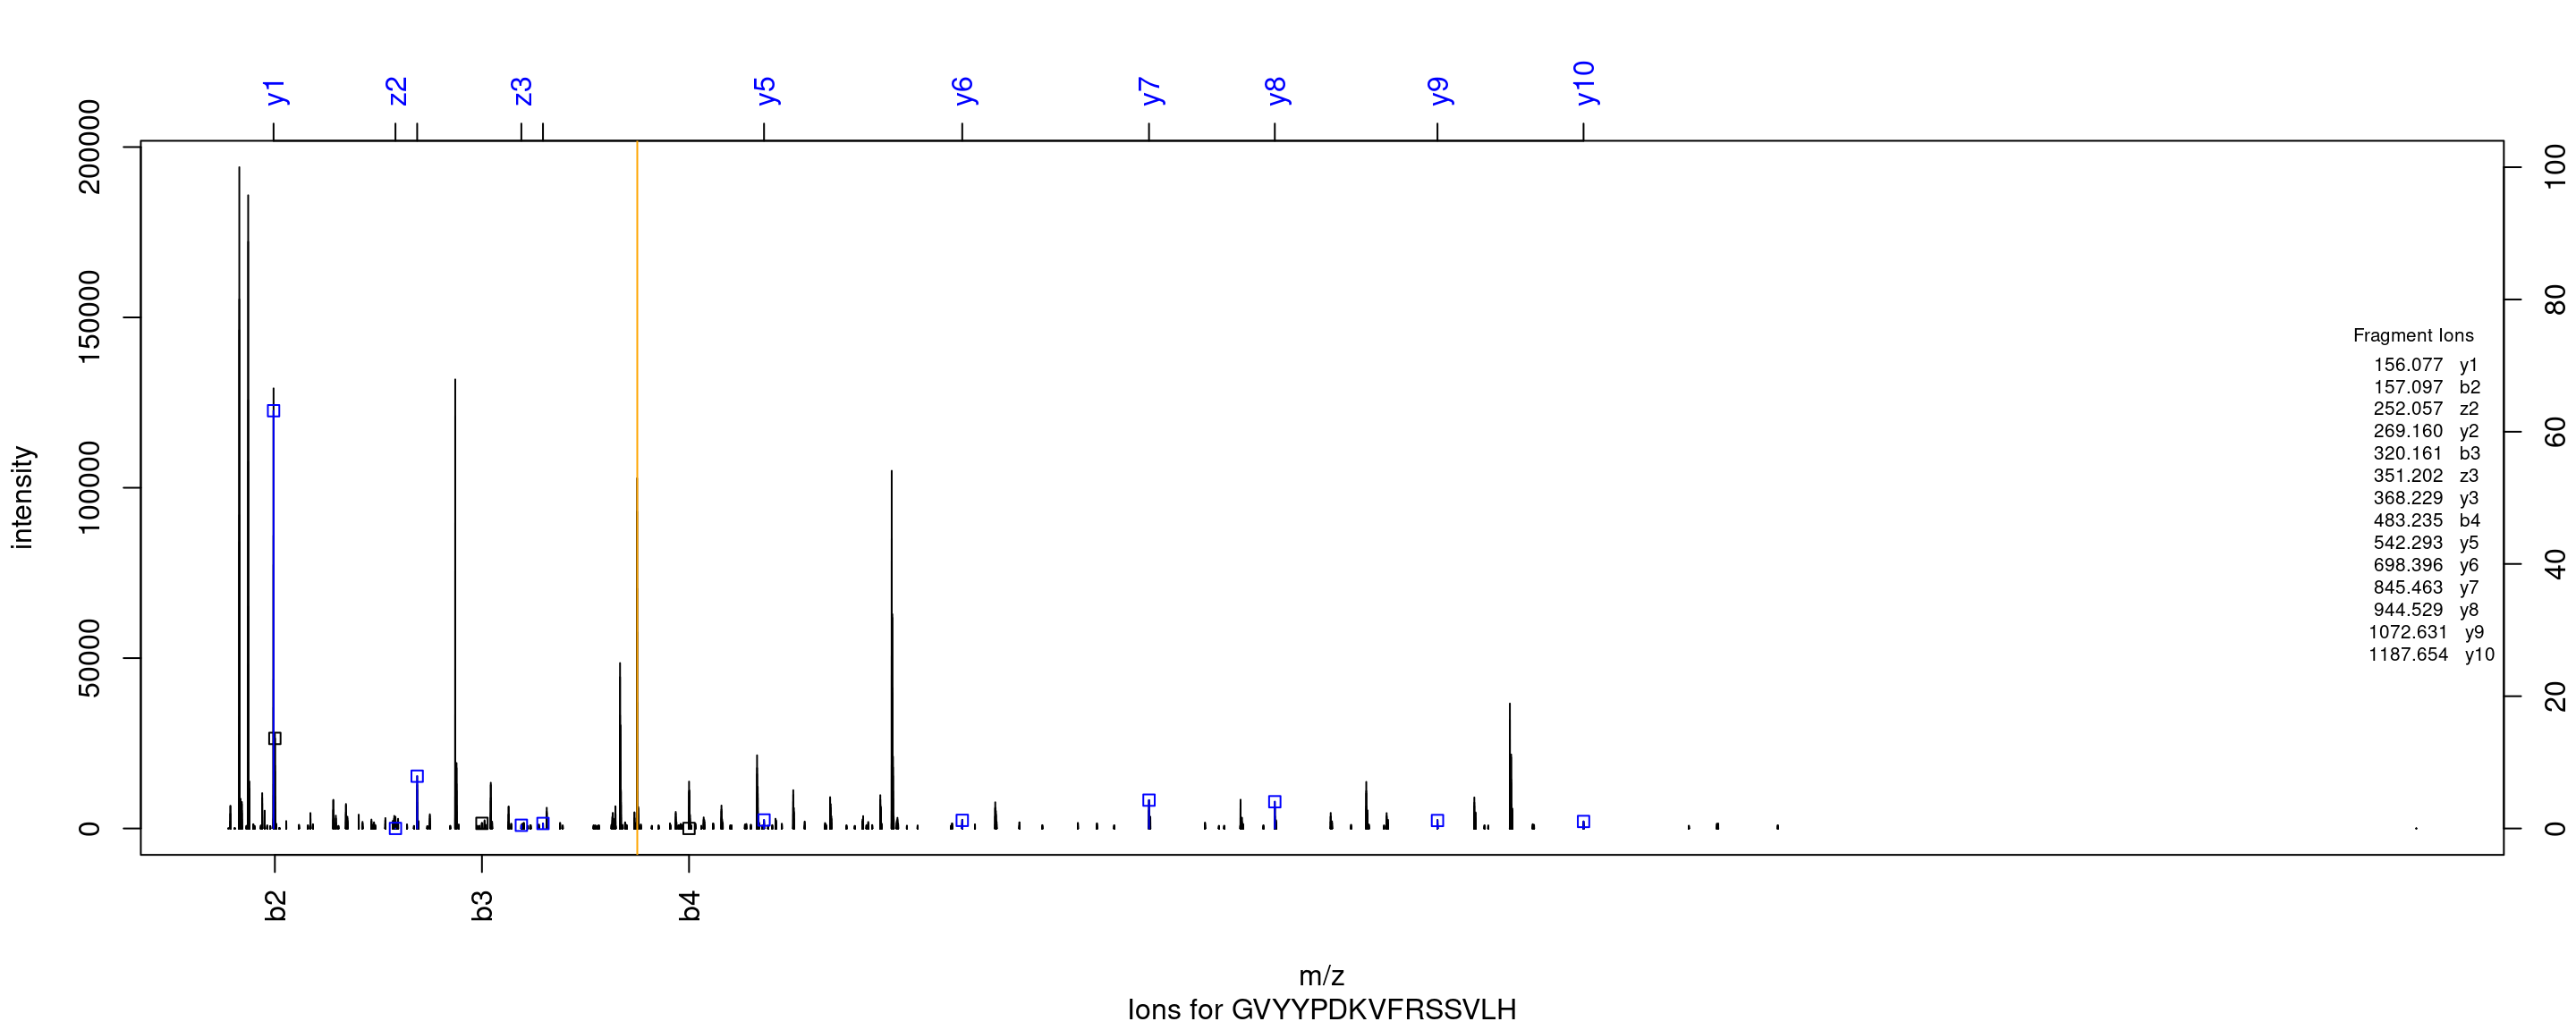 y1 z2 z3 y5 y6 y7 y8 y9 y10
200000
150000
100000
50000
0
intensity
100
80
60
40
20
0
Fragment Ions
156.077 y1
157.097 b2
252.057 z2
269.160 y2
320.161 b3
351.202 z3
368.229 y3
483.235 b4
542.293 y5
698.396 y6
845.463 y7
944.529 y8
1072.631 y9
1187.654 y10
b2 b3 b4
m/z
Ions for GVYYPDKVFRSSVLH